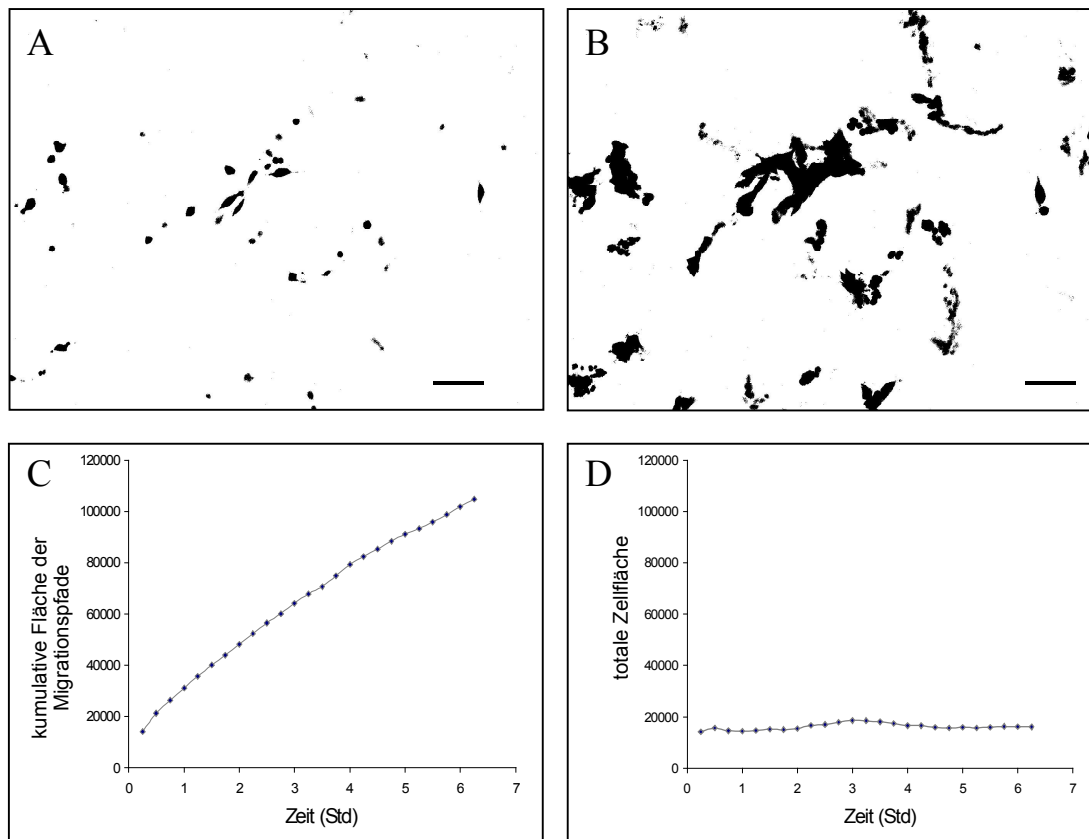 A
B
C
120000
100000
80000
60000
40000
20000
0
kumulative Fläche der
Migrationspfade
0 1 2 3 4 5 6 7
Zeit (Std)
D
120000
100000
80000
60000
40000
20000
0
totale Zellfläche
0 1 2 3 4 5 6 7
Zeit (Std)